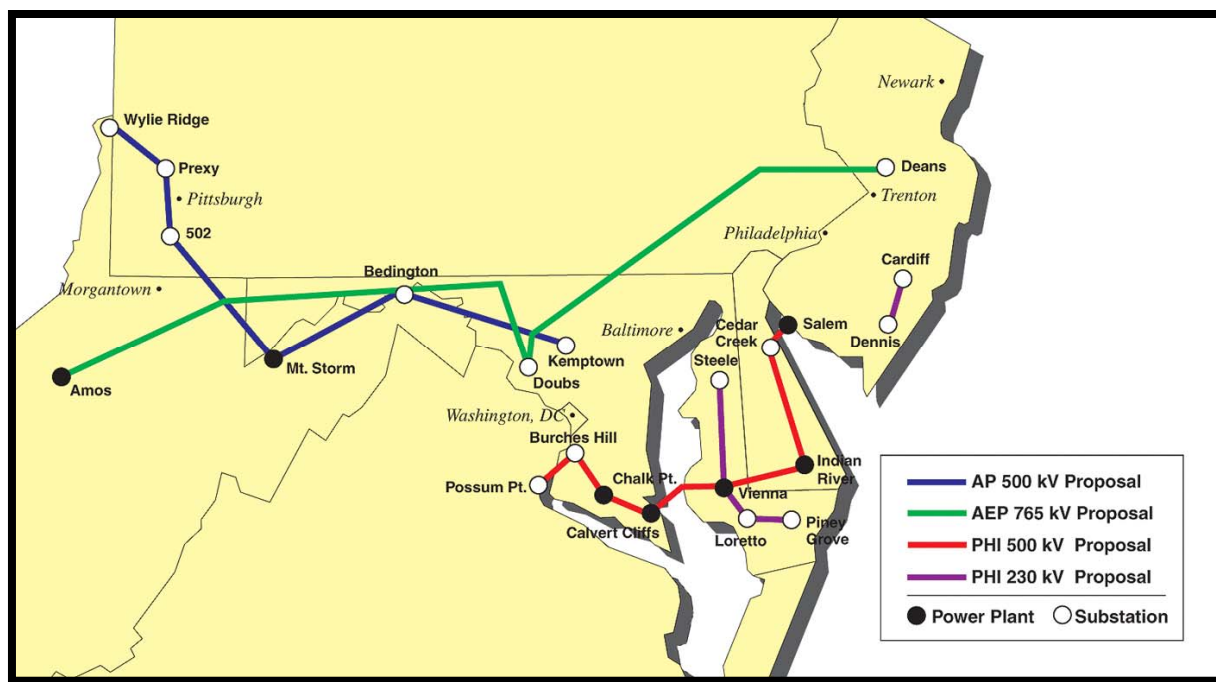 Newark
Wylie Ridge
Prexy
Deans
Pittsburgh
Trenton
502
Philadelphia
Bedington
Cardiff
Morgantown
Baltimore
Cedar
Creek
Salem
Steele
Dennis
Kemptown
Mt. Storm
Doubs
Amos
Washington, DC
Burches Hill
Indian
River
Chalk Pt.
Possum Pt.
Vienna
Calvert Cliffs
Loretto
Piney
Grove
AP 500 kV Proposal
AEP 765 kV Proposal
PHI 500 kV Proposal
PHI 230 kV Proposal
Power Plant
Substation